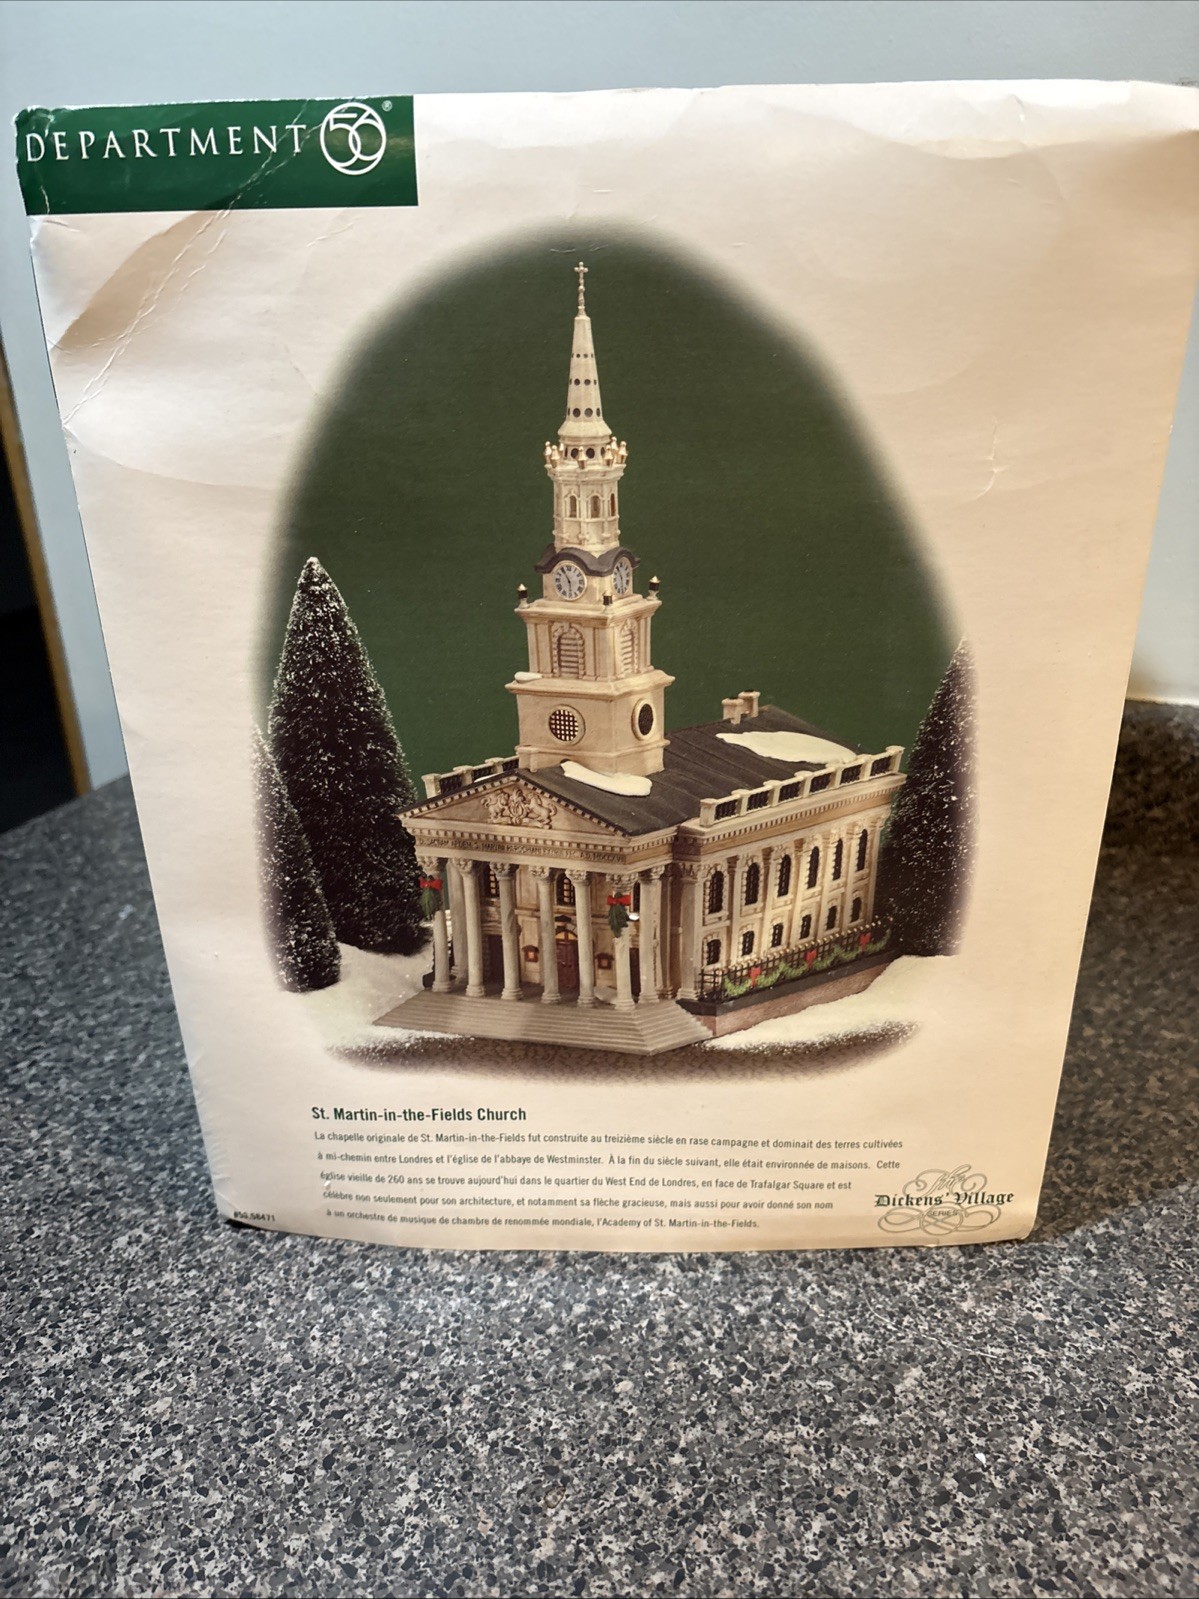 DEPARTMENT 56®
St. Martin-in-the-Fields Church
La chapelle originale de St. Martin-in-the-Fields fut construite au treizième siècle en rase campagne et dominait des terres cultivées
à mi-chemin entre Londres et l'église de l'abbaye de Westminster. À la fin du siècle suivant, elle était environnée de maisons. Cette
église vieille de 260 ans se trouve aujourd'hui dans le quartier du West End de Londres, en face de Trafalgar Square et est
célèbre non seulement pour son architecture, et notamment sa flèche gracieuse, mais aussi pour avoir donné son nom
à un orchestre de musique de chambre de renommée mondiale, l'Academy of St. Martin-in-the-Fields.
#56.58471
The
Dickens' Village
SERIES